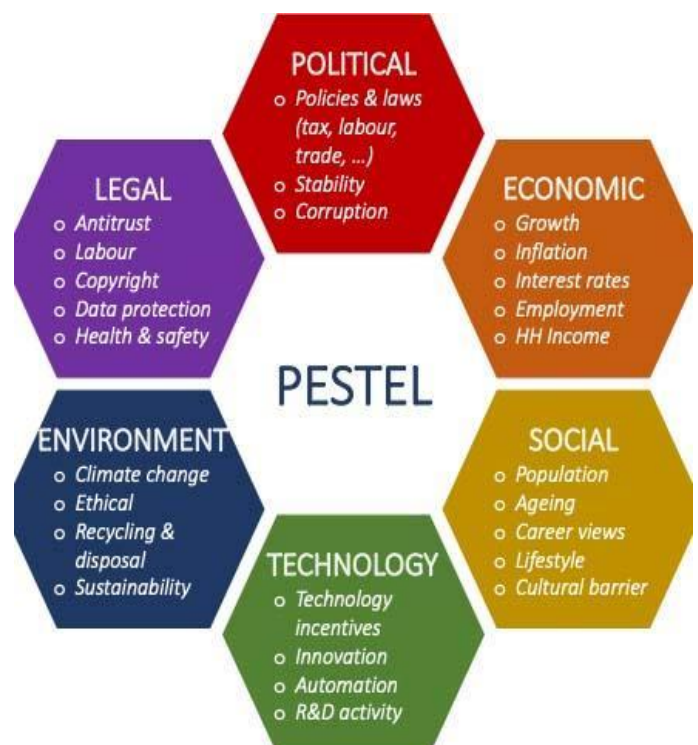 POLITICAL
o Policies & laws
(tax, labour,
trade, ...)
o Stability
o Corruption
ECONOMIC
o Growth
o Inflation
o Interest rates
o Employment
o HH Income
SOCIAL
o Population
o Ageing
o Career views
o Lifestyle
o Cultural barrier
TECHNOLOGY
o Technology
incentives
o Innovation
o Automation
o R&D activity
ENVIRONMENT
o Climate change
o Ethical
o Recycling &
disposal
o Sustainability
LEGAL
o Antitrust
o Labour
o Copyright
o Data protection
o Health & safety
PESTEL